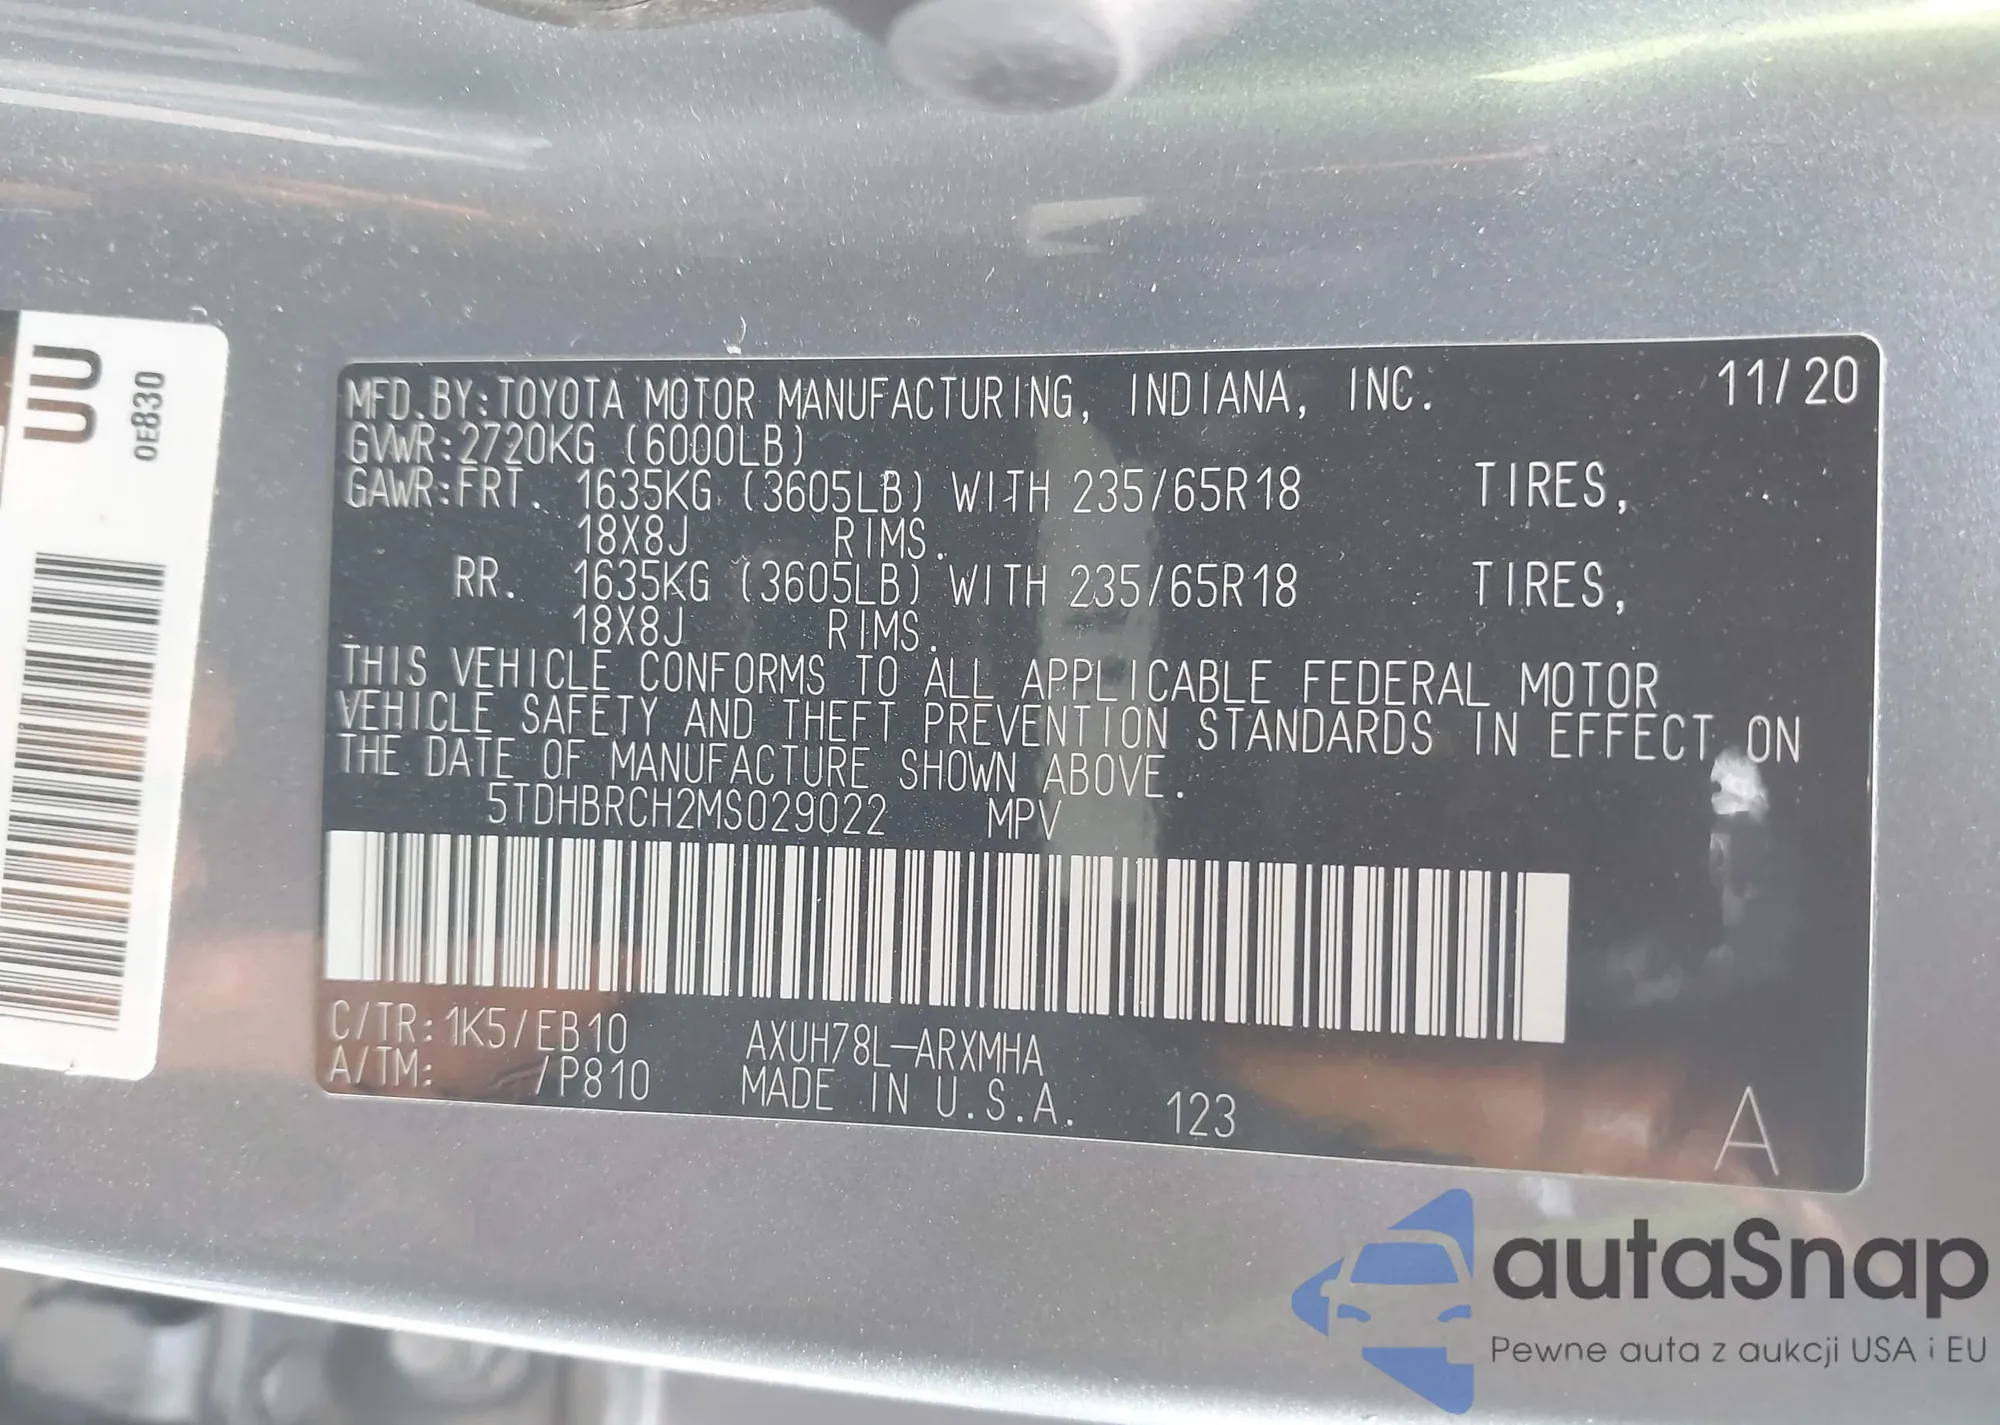 UU
0E830
MFD.BY:TOYOTA MOTOR MANUFACTURING, INDIANA, INC. 11/20
GVWR:2720KG (6000LB)
GAWR:FRT. 1635KG (3605LB) WITH 235/65R18 TIRES,
18X8J RIMS.
RR. 1635KG (3605LB) WITH 235/65R18 TIRES,
18X8J RIMS.
THIS VEHICLE CONFORMS TO ALL APPLICABLE FEDERAL MOTOR
VEHICLE SAFETY AND THEFT PREVENTION STANDARDS IN EFFECT ON
THE DATE OF MANUFACTURE SHOWN ABOVE.
5TDHBRCH2MS029022 MPV
C/TR:1K5/EB10 AXUH78L-ARXMHA
A/TM: /P810 MADE IN U.S.A. 123 A
autaSnap
Pewne auta z aukcji USA i EU